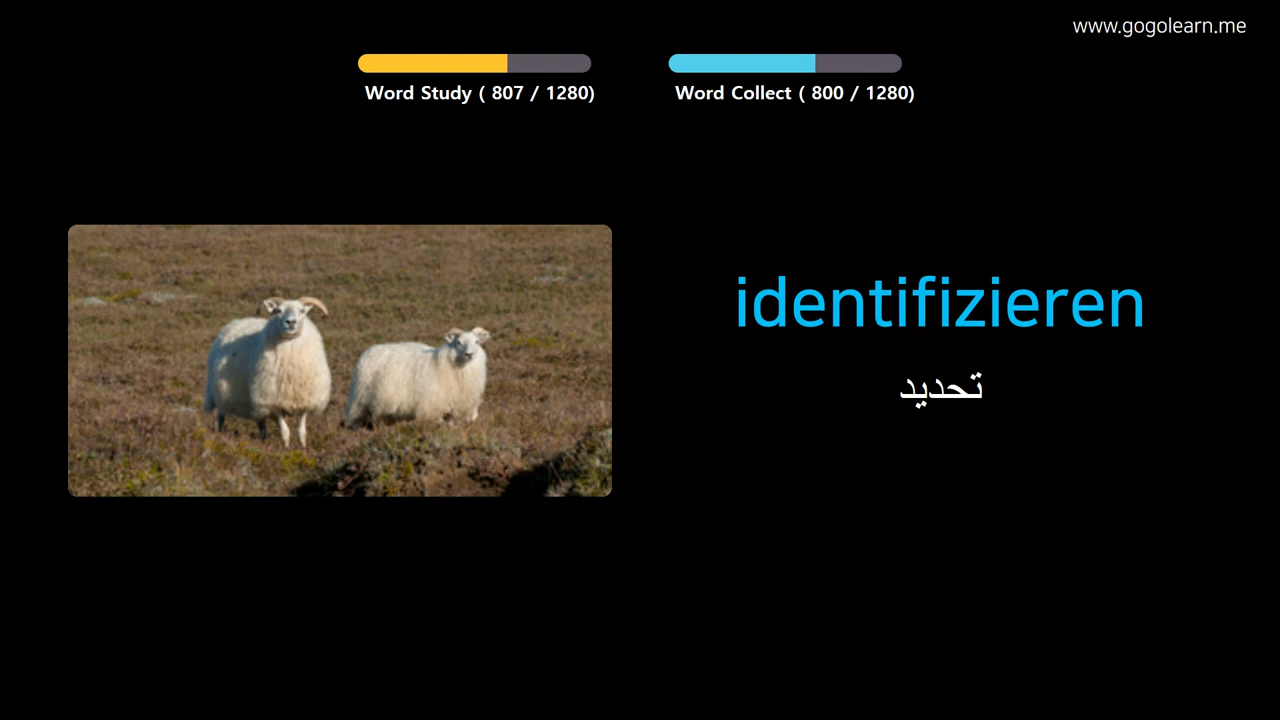 www.gogolearn.me
Word Study ( 807 / 1280)
Word Collect ( 800 / 1280)
identifizieren
تحديد